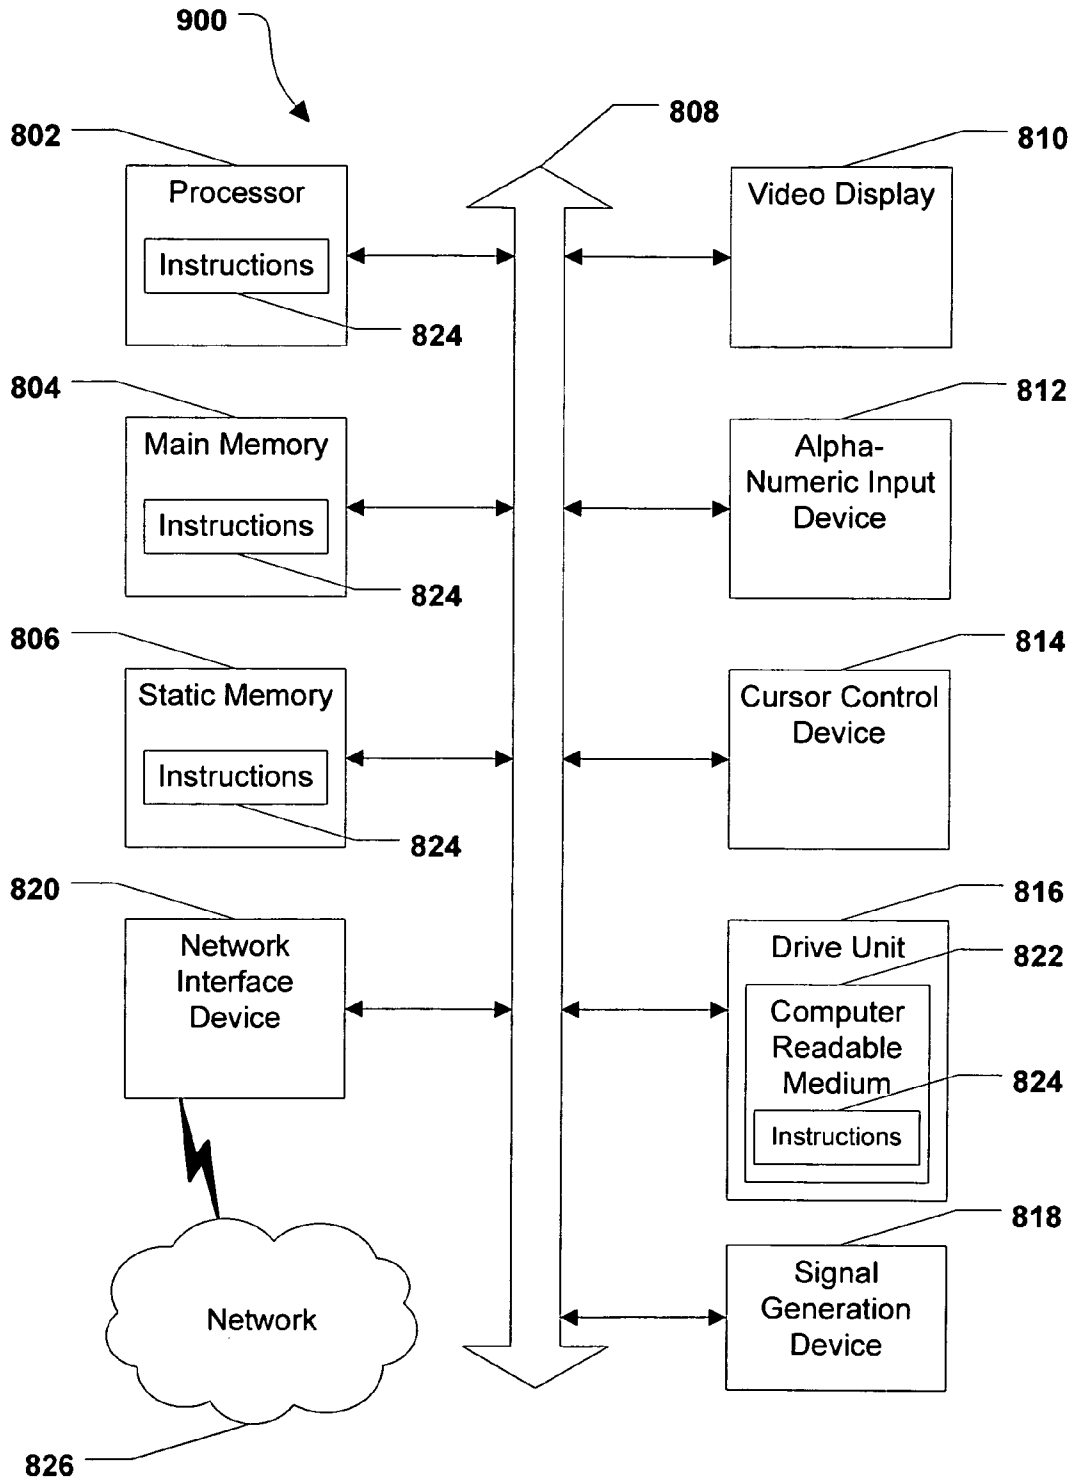 900
808
802
Processor
Instructions
824
810
Video Display
804
Main Memory
Instructions
824
812
Alpha-
Numeric Input
Device
806
Static Memory
Instructions
824
814
Cursor Control
Device
820
Network
Interface
Device
816
Drive Unit
822
Computer
Readable
Medium
824
Instructions
Network
826
818
Signal
Generation
Device